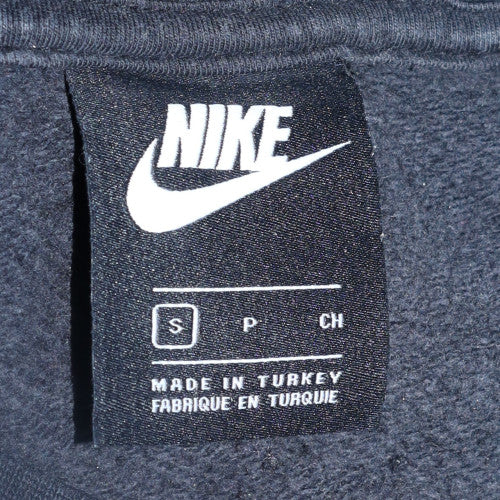 NIKE
S P CH
MADE IN TURKEY
FABRIQUE EN TURQUIE